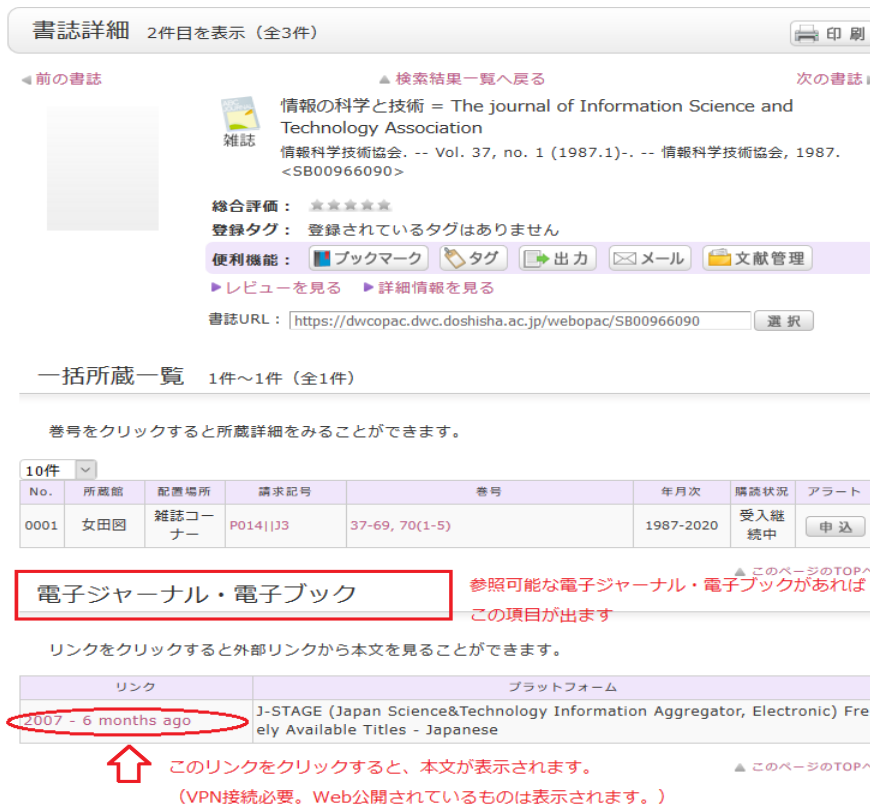 書誌詳細 2件目を表示（全3件）
印刷
前の書誌
▲検索結果一覧へ戻る
次の書誌
雑誌
情報の科学と技術 = The journal of Information Science and
Technology Association
情報科学技術協会. -- Vol. 37, no. 1 (1987.1)-. -- 情報科学技術協会, 1987.
<SB00966090>
総合評価：
登録タグ： 登録されているタグはありません
便利機能： ブックマーク タグ 出力 メール 文献管理
▶レビューを見る ▶詳細情報を見る
書誌URL： https://dwcopac.dwc.doshisha.ac.jp/webopac/SB00966090 選択
一括所蔵一覧 1件～1件（全1件）
巻号をクリックすると所蔵詳細をみることができます。
10件
No. 所蔵館 配置場所 請求記号 巻号 年月次 購読状況 アラート
0001 女田図 雑誌コーナー P014||J3 37-69, 70(1-5) 1987-2020 受入継続中 申込
▲このページのTOPへ
電子ジャーナル・電子ブック
参照可能な電子ジャーナル・電子ブックがあれば
この項目が出ます
リンクをクリックすると外部リンクから本文を見ることができます。
リンク プラットフォーム
2007 - 6 months ago
J-STAGE (Japan Science&Technology Information Aggregator, Electronic) Fre
ely Available Titles - Japanese
このリンクをクリックすると、本文が表示されます。
▲このページのTOPへ
（VPN接続必要。Web公開されているものは表示されます。）